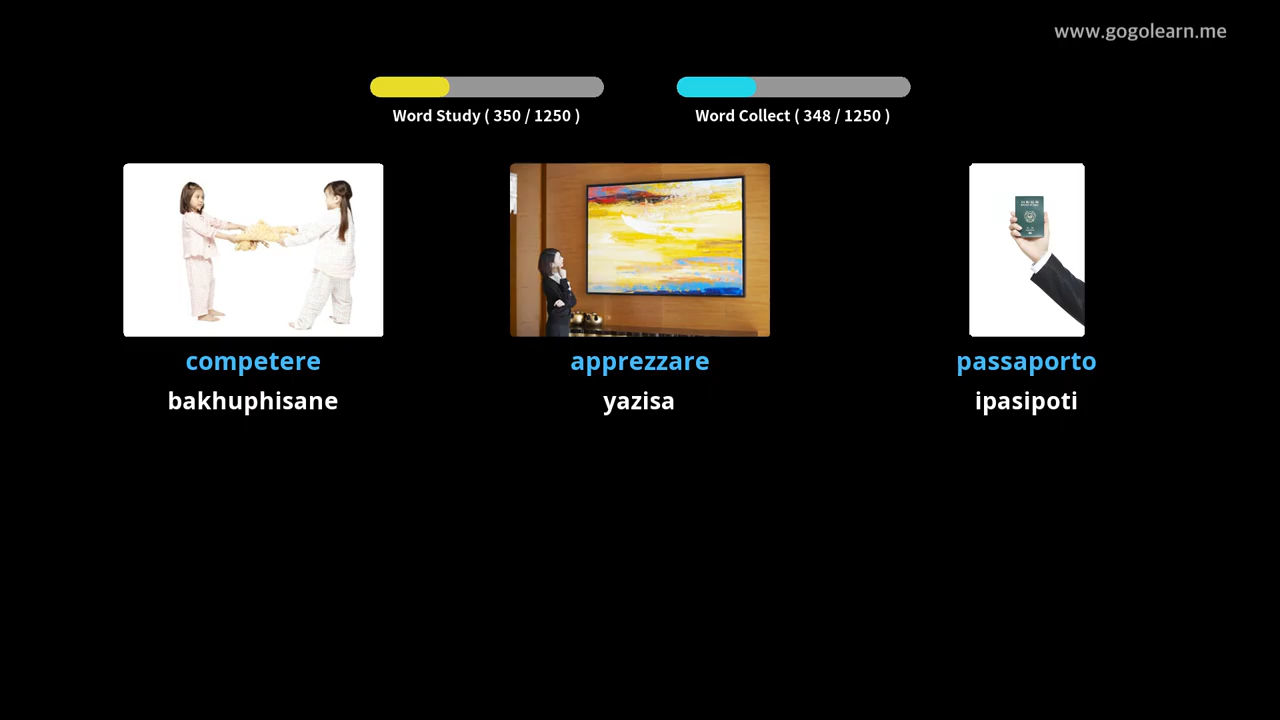 www.gogolearn.me
Word Study ( 350 / 1250 )
Word Collect ( 348 / 1250 )
competere
apprezzare
passaporto
bakhuphisane
yazisa
ipasipoti